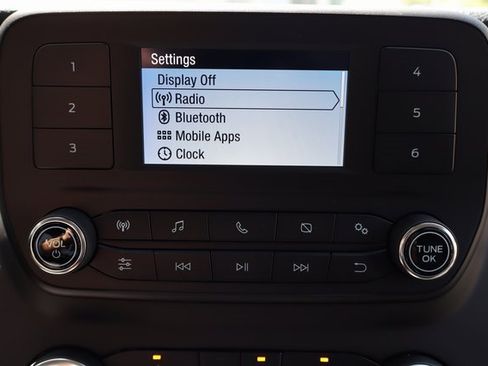 Settings
Display Off
Radio
Bluetooth
Mobile Apps
Clock
1
2
3
4
5
6
VOL
TUNE
OK